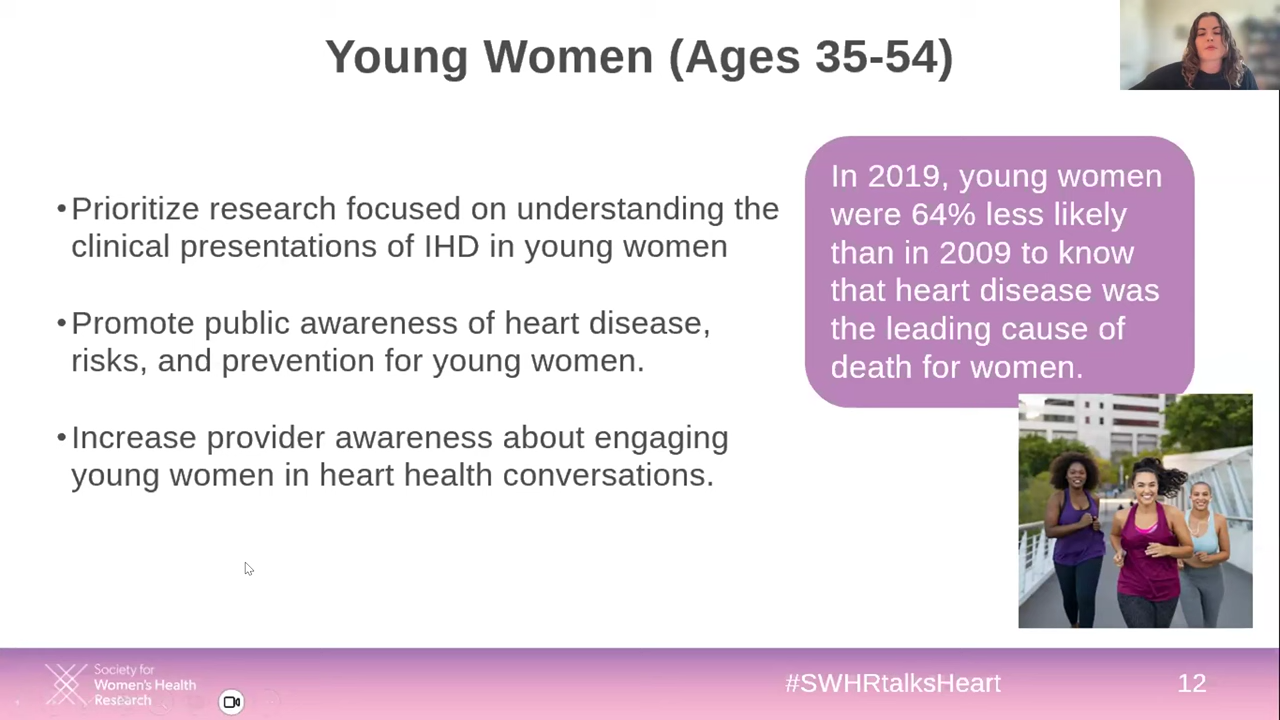 Young Women (Ages 35-54)
•Prioritize research focused on understanding the
clinical presentations of IHD in young women
•Promote public awareness of heart disease,
risks, and prevention for young women.
•Increase provider awareness about engaging
young women in heart health conversations.
In 2019, young women
were 64% less likely
than in 2009 to know
that heart disease was
the leading cause of
death for women.
Society for
Women's Health
Research
#SWHRtalksHeart
12